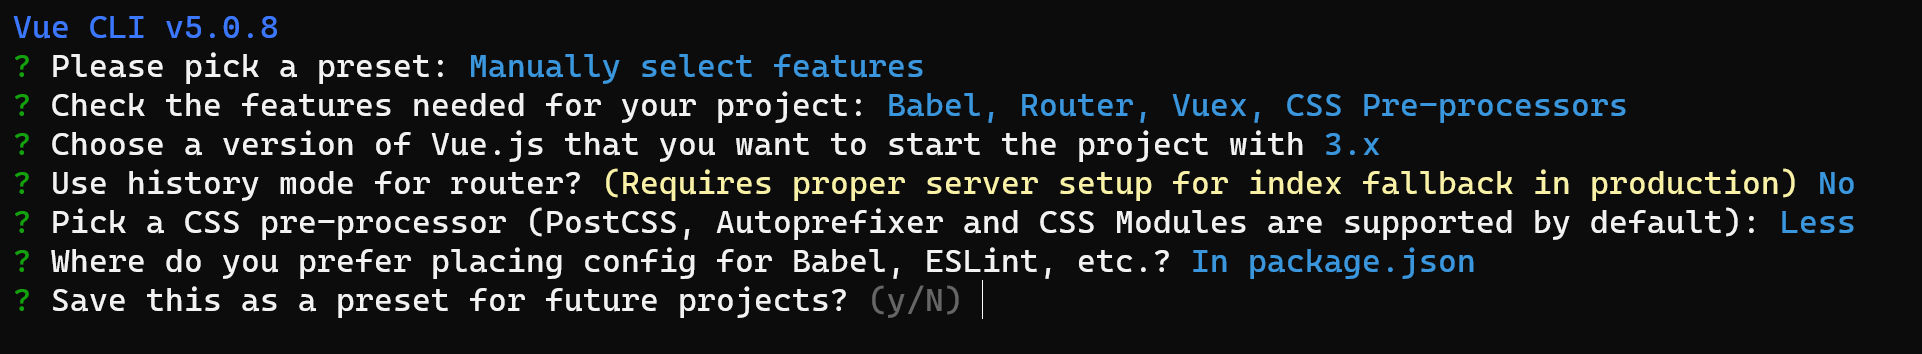 Vue CLI v5.0.8
? Please pick a preset: Manually select features
? Check the features needed for your project: Babel, Router, Vuex, CSS Pre-processors
? Choose a version of Vue.js that you want to start the project with 3.x
? Use history mode for router? (Requires proper server setup for index fallback in production) No
? Pick a CSS pre-processor (PostCSS, Autoprefixer and CSS Modules are supported by default): Less
? Where do you prefer placing config for Babel, ESLint, etc.? In package.json
? Save this as a preset for future projects? (y/N)